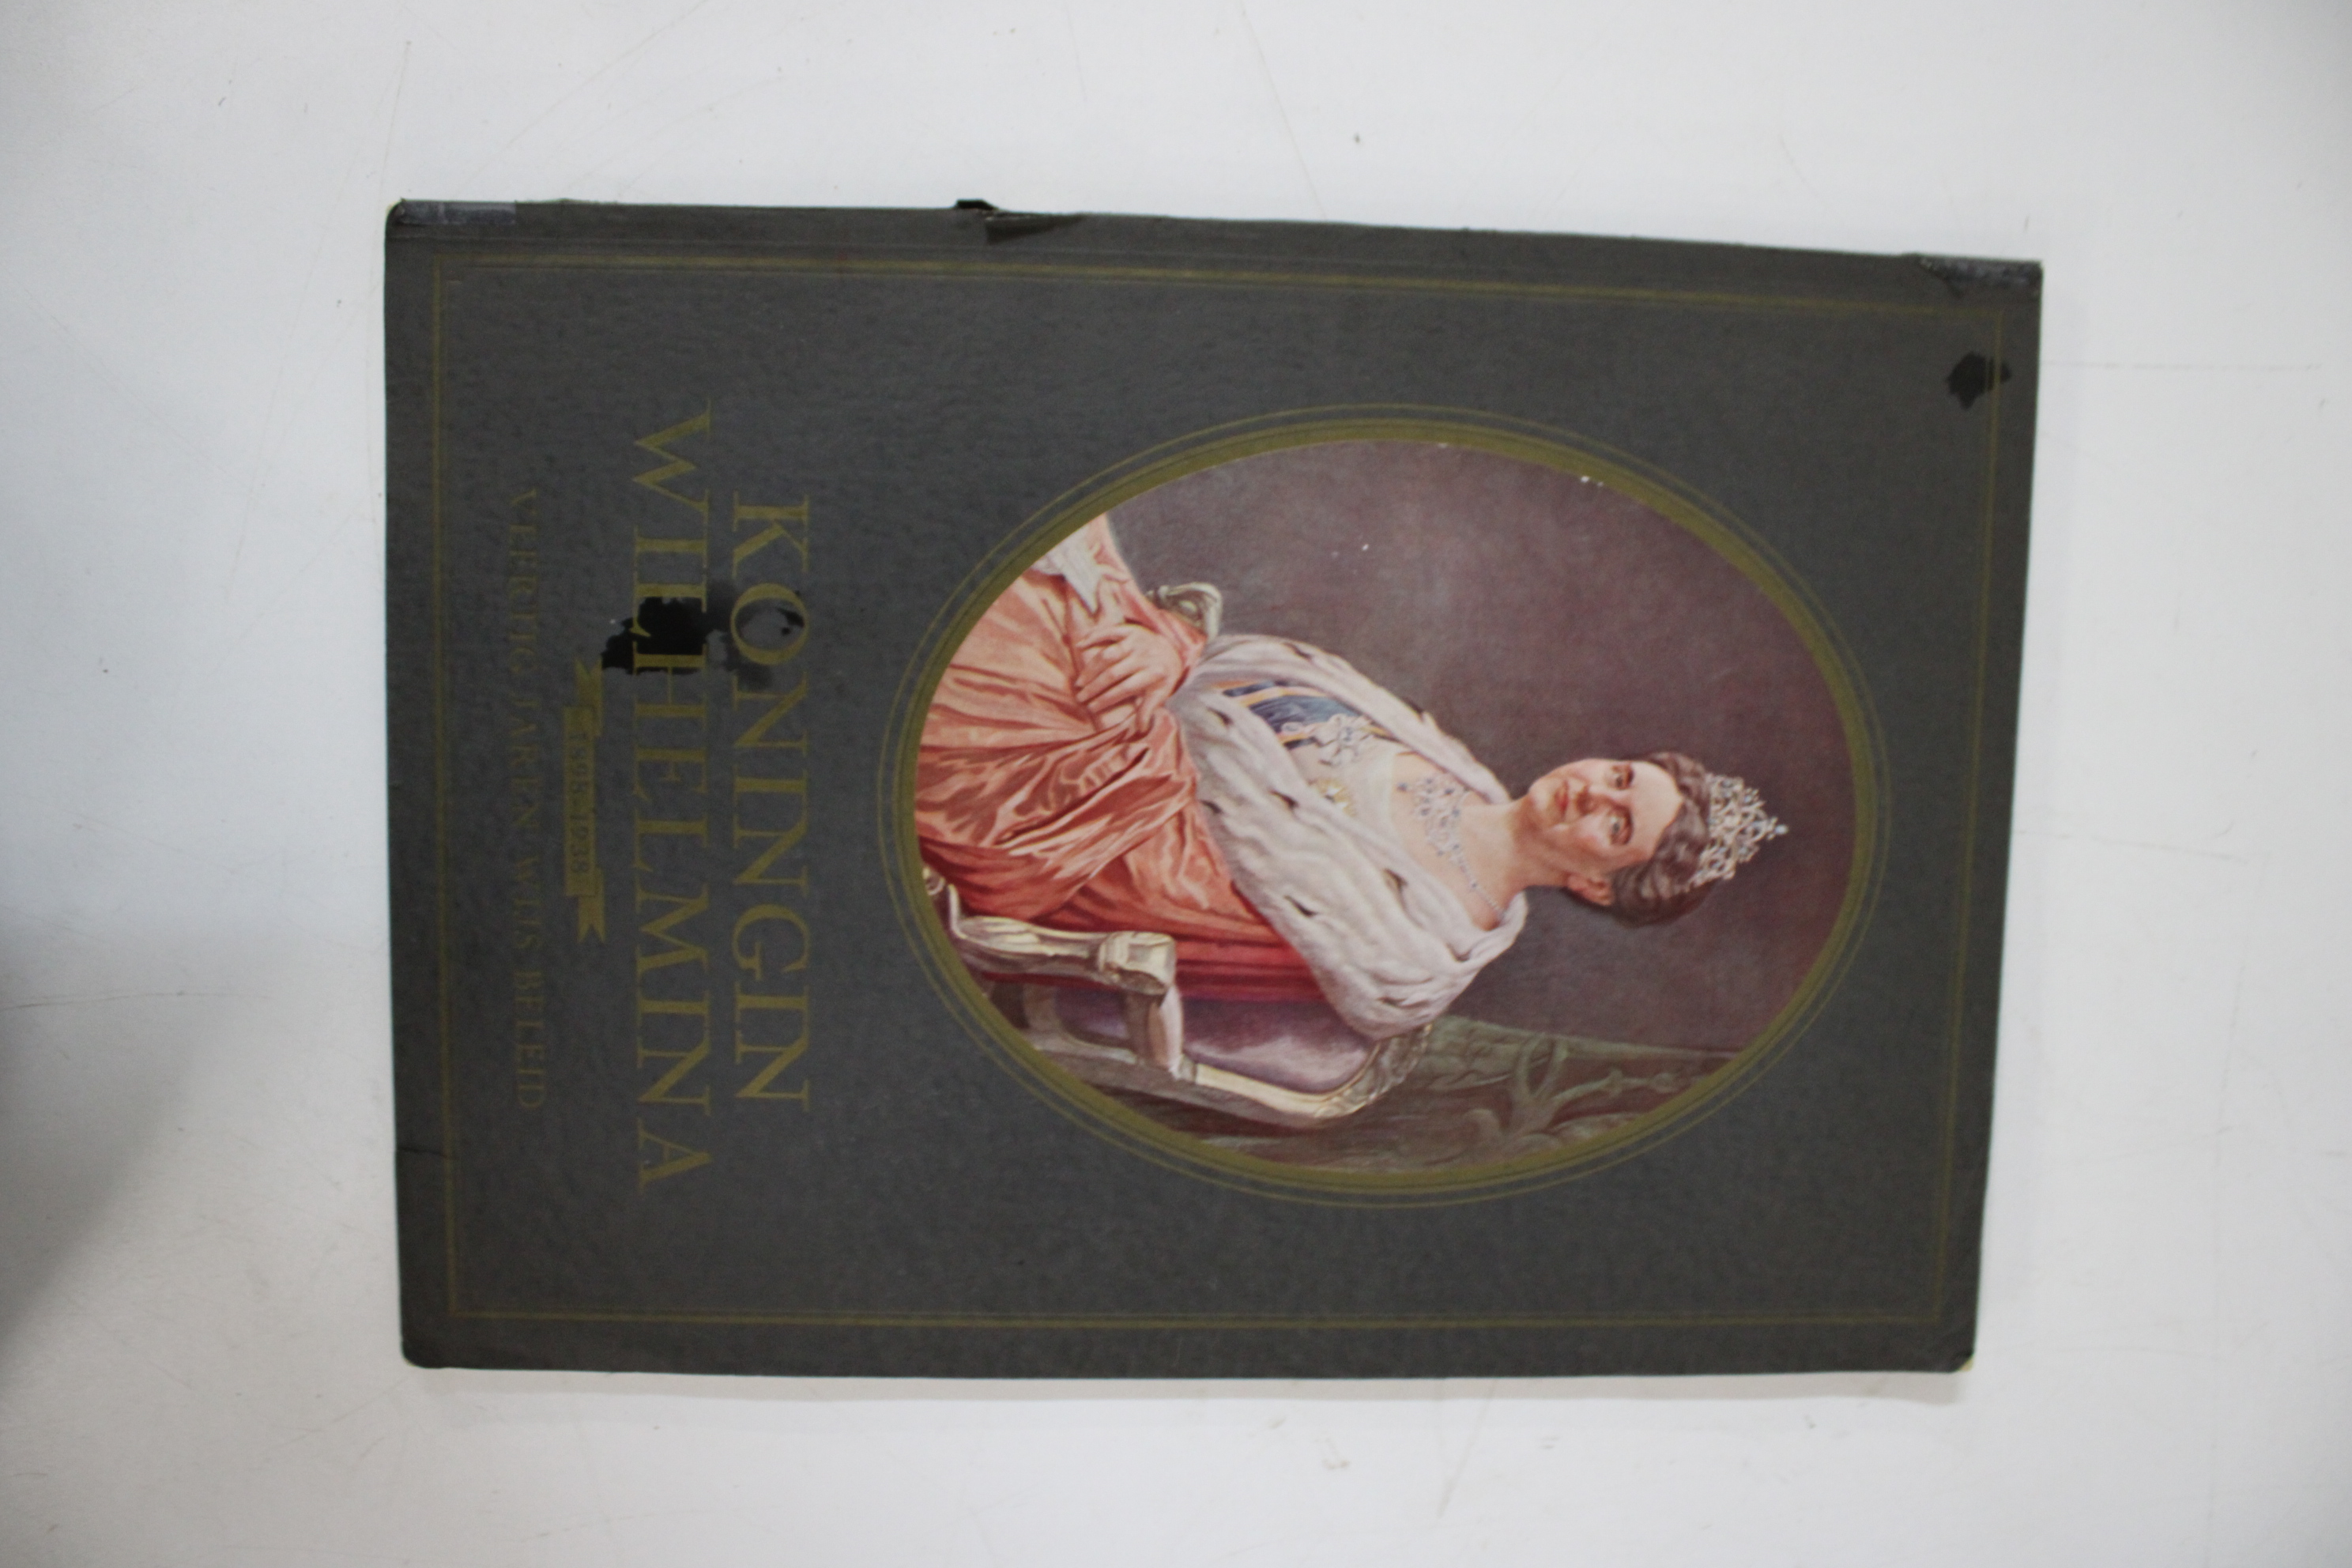 KONINGIN
WILHELMINA
1898-1938
VEERTIG JAREN WIJS BELEID